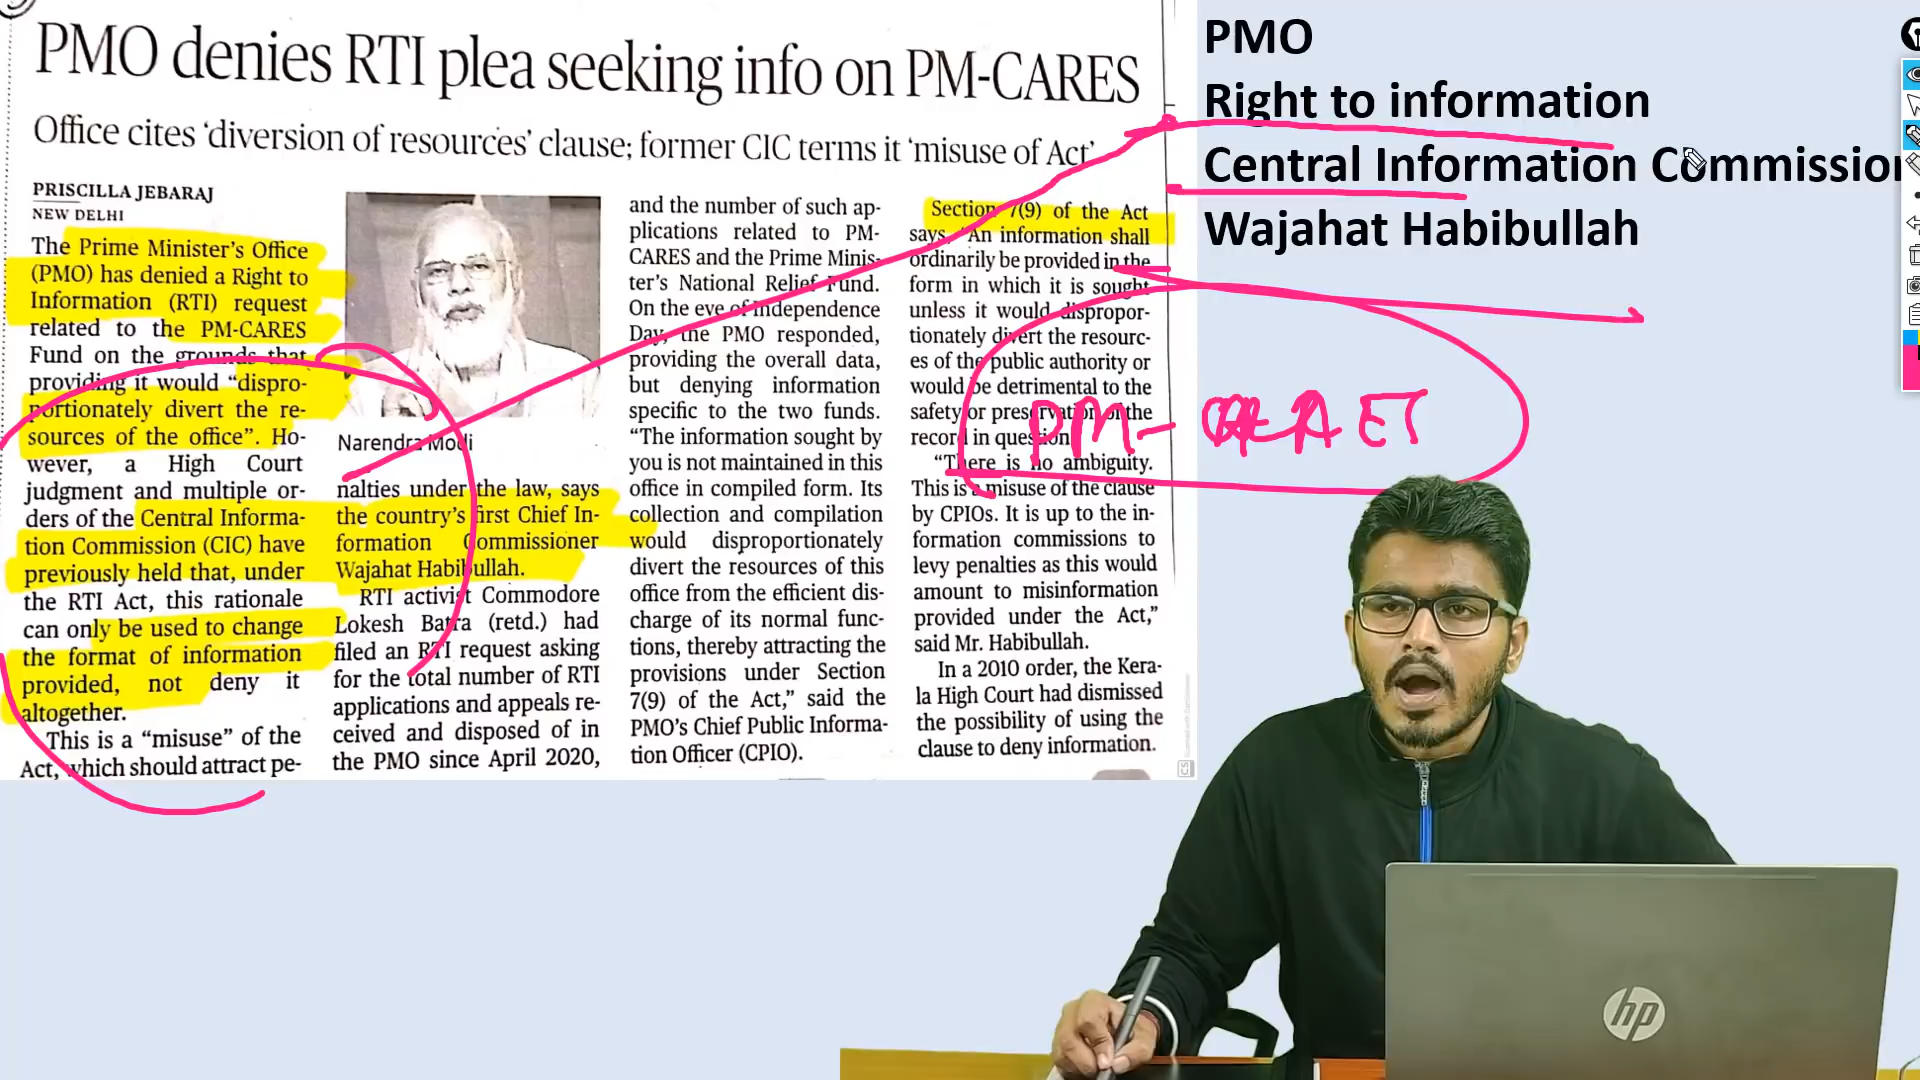 PMO denies RTI plea seeking info on PM-CARES
Office cites ‘diversion of resources’ clause; former CIC terms it ‘misuse of Act’
PRISCILLA JEBARAJ
NEW DELHI
The Prime Minister’s Office
(PMO) has denied a Right to
Information (RTI) request
related to the PM-CARES
Fund on the grounds that
providing it would “dispro-
portionately divert the re-
sources of the office”. Ho-
wever, a High Court
judgment and multiple or-
ders of the Central Informa-
tion Commission (CIC) have
previously held that, under
the RTI Act, this rationale
can only be used to change
the format of information
provided, not deny it
altogether.
This is a “misuse” of the
Act, which should attract pe-
Narendra Modi
nalties under the law, says
the country’s first Chief In-
formation Commissioner
Wajahat Habibullah.
RTI activist Commodore
Lokesh Batra (retd.) had
filed an RTI request asking
for the total number of RTI
applications and appeals re-
ceived and disposed of in
the PMO since April 2020,
and the number of such ap-
plications related to PM-
CARES and the Prime Minis-
ter’s National Relief Fund.
On the eve of Independence
Day, the PMO responded,
providing the overall data,
but denying information
specific to the two funds.
“The information sought by
you is not maintained in this
office in compiled form. Its
collection and compilation
would disproportionately
divert the resources of this
office from the efficient dis-
charge of its normal func-
tions, thereby attracting the
provisions under Section
7(9) of the Act,” said the
PMO’s Chief Public Informa-
tion Officer (CPIO).
Section 7(9) of the Act
says, “An information shall
ordinarily be provided in the
form in which it is sought
unless it would dispropor-
tionately divert the resourc-
es of the public authority or
would be detrimental to the
safety or preservation of the
record in question.
“There is no ambiguity.
This is a misuse of the clause
by CPIOs. It is up to the in-
formation commissions to
levy penalties as this would
amount to misinformation
provided under the Act,”
said Mr. Habibullah.
In a 2010 order, the Kera-
la High Court had dismissed
the possibility of using the
clause to deny information.
CS
PMO
Right to information
Central Information Commission
Wajahat Habibullah
PM-
hp